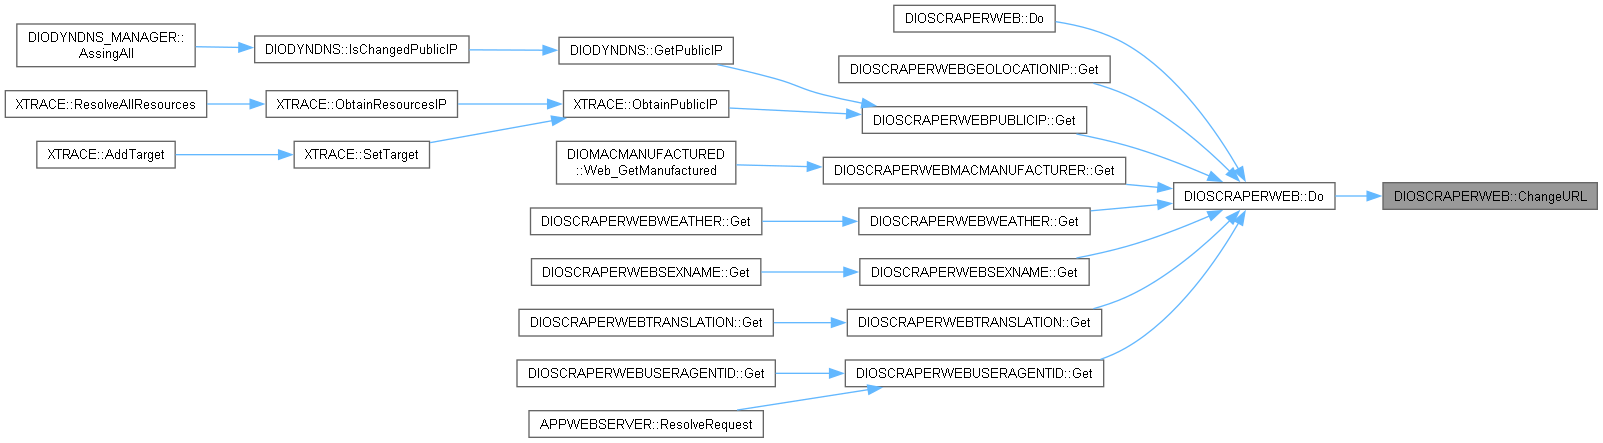 DIOSCRAPERWEB::Do
DIODYNDNS_MANAGER::
AssingAll
DIODYNDNS::IsChangedPublicIP
DIODYNDNS::GetPublicIP
DIOSCRAPERWEBGEOLOCATIONIP::Get
XTRACE::ResolveAllResources
XTRACE::ObtainResourcesIP
XTRACE::ObtainPublicIP
DIOSCRAPERWEBPUBLICIP::Get
XTRACE::AddTarget
XTRACE::SetTarget
DIOMACMANUFACTURED
::Web_GetManufactured
DIOSCRAPERWEBMACMANUFACTURER::Get
DIOSCRAPERWEB::Do
DIOSCRAPERWEB::ChangeURL
DIOSCRAPERWEBWEATHER::Get
DIOSCRAPERWEBWEATHER::Get
DIOSCRAPERWEBSEXNAME::Get
DIOSCRAPERWEBSEXNAME::Get
DIOSCRAPERWEBTRANSLATION::Get
DIOSCRAPERWEBTRANSLATION::Get
DIOSCRAPERWEBUSERAGENTID::Get
DIOSCRAPERWEBUSERAGENTID::Get
APPWEBSERVER::ResolveRequest